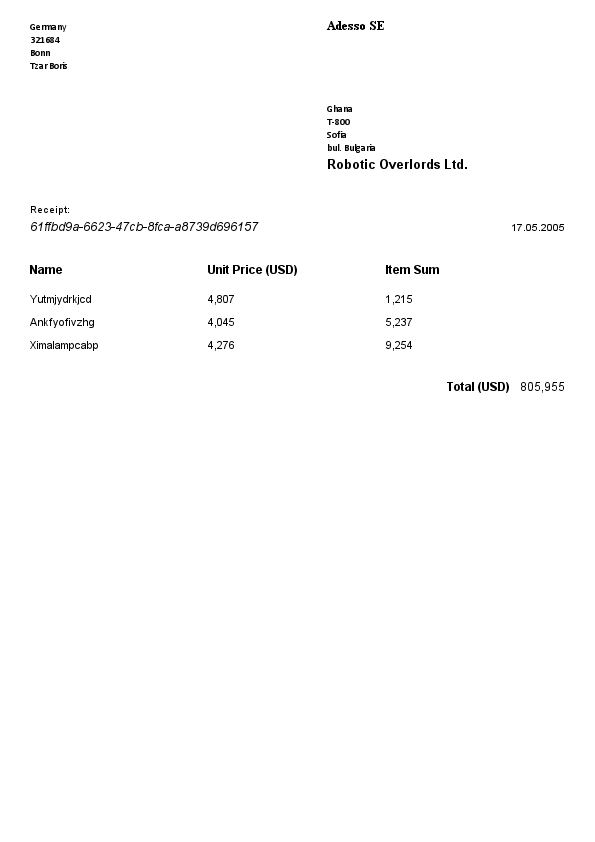 Germany
321684
Bonn
Tzar Boris
Adesso SE
Ghana
T-800
Sofia
bul. Bulgaria
Robotic Overlords Ltd.
Receipt:
61ffbd9a-6623-47cb-8fca-a8739d696157 17.05.2005
Name Unit Price (USD) Item Sum
Yutmjydrkjcd 4,807 1,215
Ankfyofivzhg 4,045 5,237
Ximalampcabp 4,276 9,254
Total (USD) 805,955